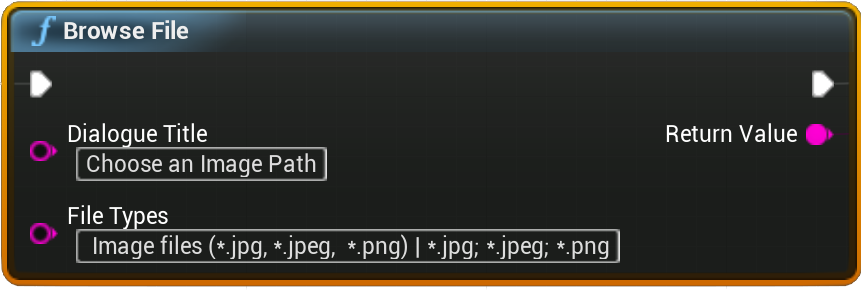 f Browse File
Dialogue Title
Return Value
Choose an Image Path
File Types
Image files (*.jpg, *.jpeg,  *.png) | *.jpg; *.jpeg; *.png